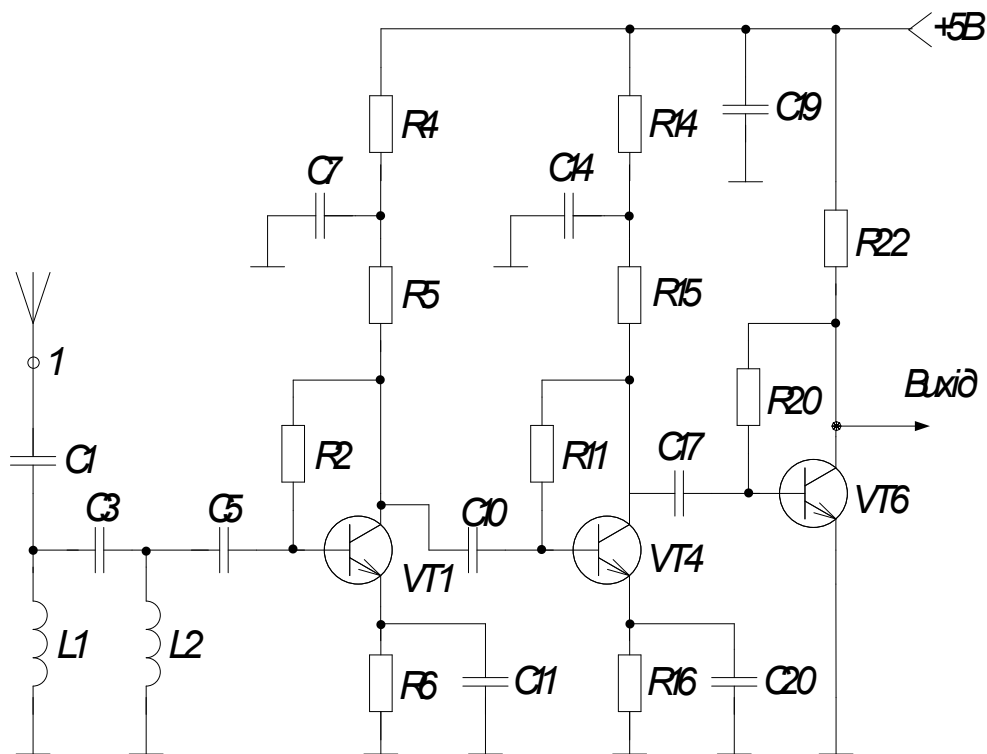 +5В
R4
R14
C19
C7
C14
R22
R5
R15
1
Вихід
R20
C1
R2
R11
C17
C3
C5
C10
VT6
VT1
VT4
L1
L2
R6
C11
R16
C20